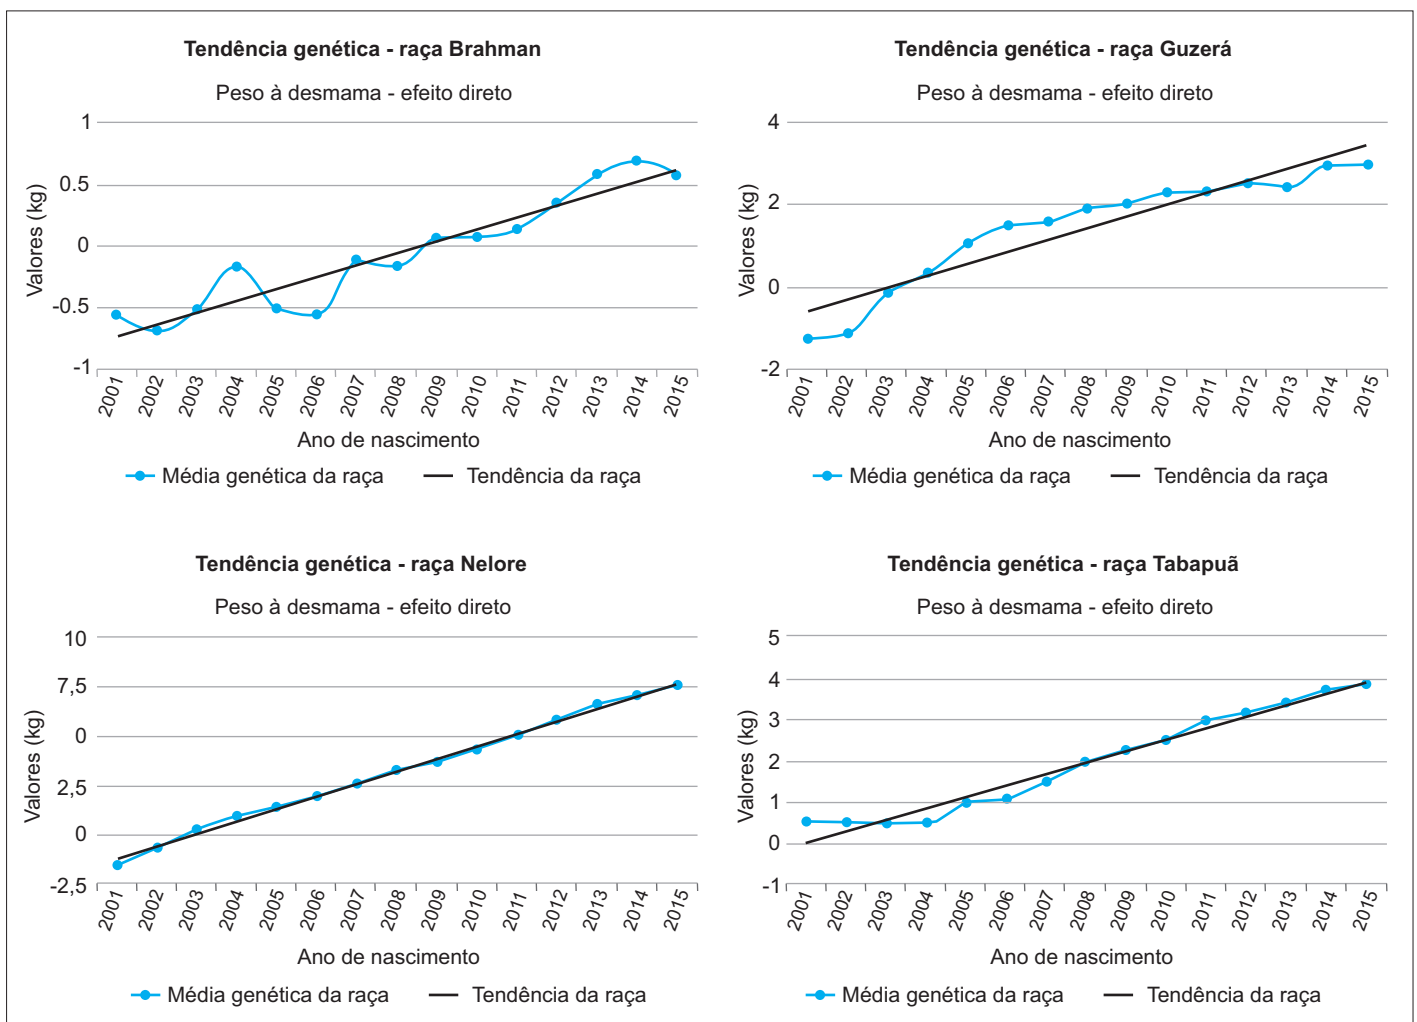 Tendência genética - raça Brahman
Peso à desmama - efeito direto
Valores (kg)
1
0.5
0
-0.5
-1
2001 2002 2003 2004 2005 2006 2007 2008 2009 2010 2011 2012 2013 2014 2015
Ano de nascimento
Média genética da raça Tendência da raça
Tendência genética - raça Guzerá
Peso à desmama - efeito direto
Valores (kg)
4
2
0
-2
2001 2002 2003 2004 2005 2006 2007 2008 2009 2010 2011 2012 2013 2014 2015
Ano de nascimento
Média genética da raça Tendência da raça
Tendência genética - raça Nelore
Peso à desmama - efeito direto
Valores (kg)
10
7,5
0
2,5
0
-2,5
2001 2002 2003 2004 2005 2006 2007 2008 2009 2010 2011 2012 2013 2014 2015
Ano de nascimento
Média genética da raça Tendência da raça
Tendência genética - raça Tabapuã
Peso à desmama - efeito direto
Valores (kg)
5
4
3
2
1
0
-1
2001 2002 2003 2004 2005 2006 2007 2008 2009 2010 2011 2012 2013 2014 2015
Ano de nascimento
Média genética da raça Tendência da raça